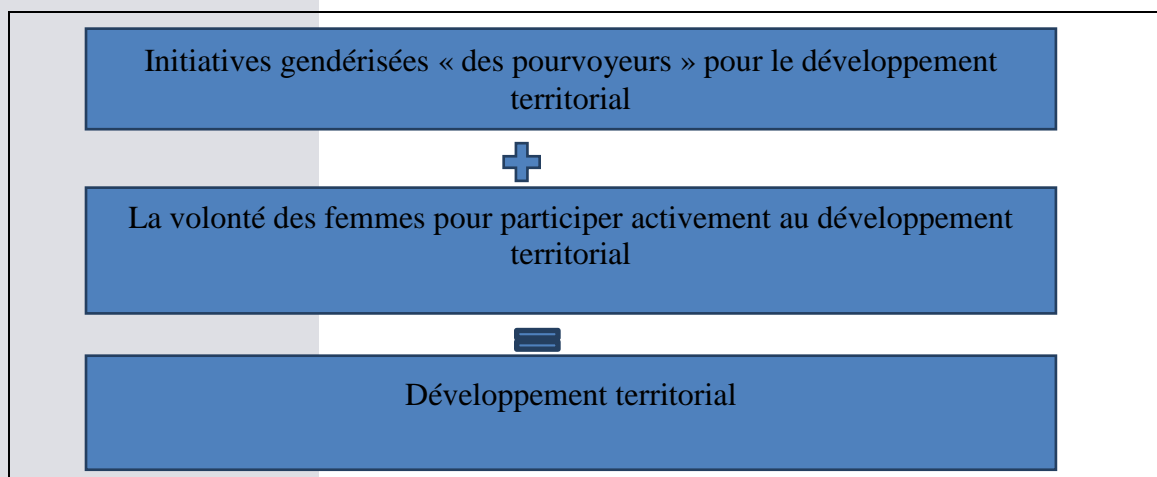 Initiatives gendérisées « des pourvoyeurs » pour le développement
territorial
La volonté des femmes pour participer activement au développement
territorial
Développement territorial